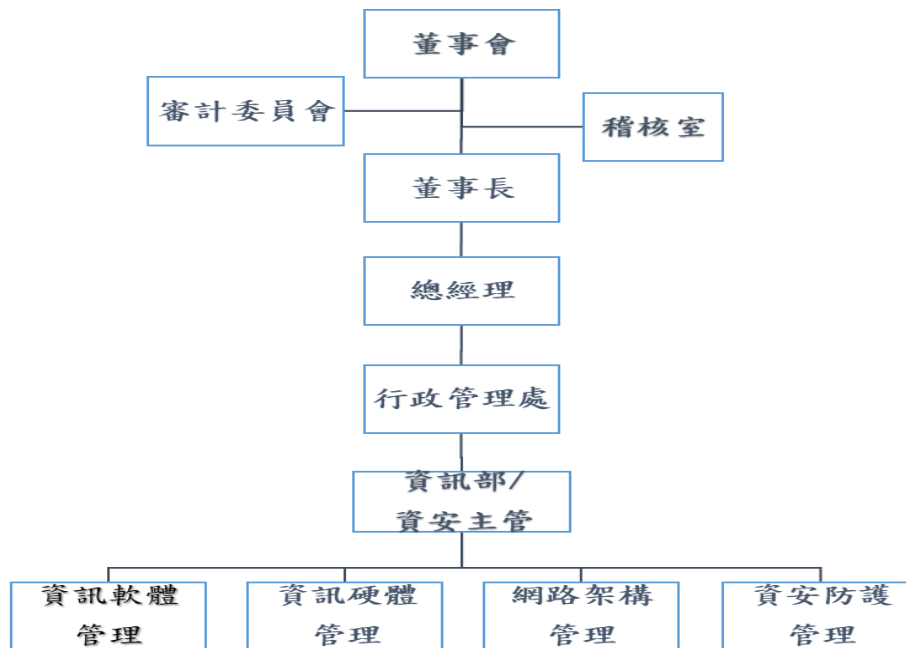 董事會
審計委員會
稽核室
董事長
總經理
行政管理處
資訊部/
資安主管
資訊軟體
管理
資訊硬體
管理
網路架構
管理
資安防護
管理